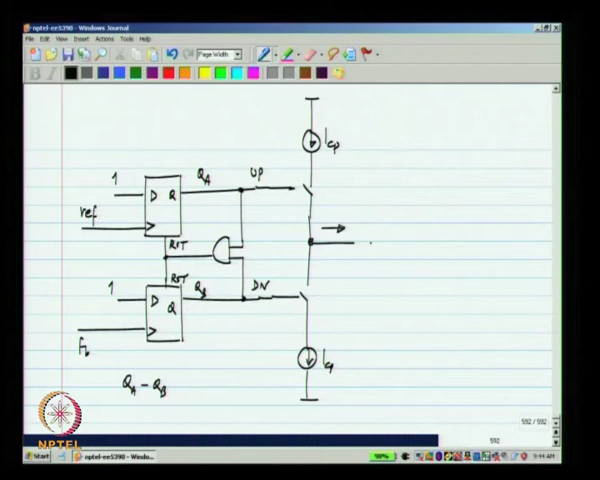 nptel-ee5390 - Windows Journal
File Edit View Insert Actions Tools Help
Page Width
B I
Icp
1 QA UP
D Q
ref
RST
RST
1 QB DN
D Q
fb
Icp
QA - QB
NPTEL
592 / 592
592
Start nptel-ee5390 - Windo...
98%
9:44 AM